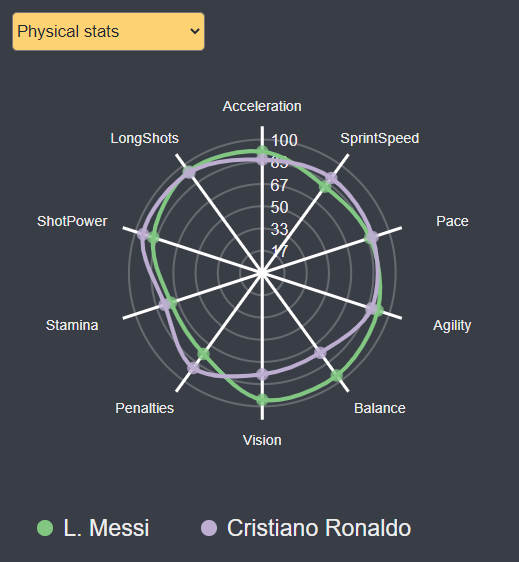 Physical stats
Acceleration
LongShots
SprintSpeed
100
83
67
50
33
17
ShotPower
Pace
Stamina
Agility
Penalties
Balance
Vision
L. Messi
Cristiano Ronaldo